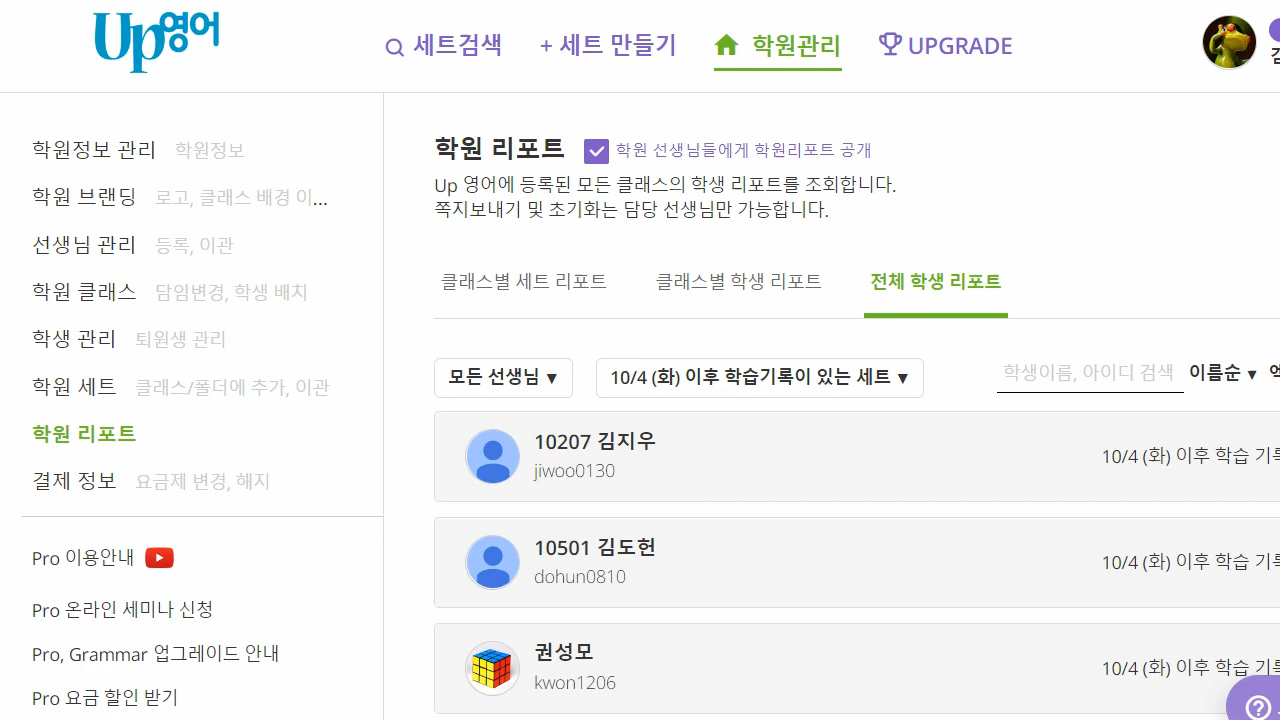 Up영어
세트검색
+ 세트 만들기
학원관리
UPGRADE
학원정보 관리 학원정보
학원 브랜딩 로고, 클래스 배경 이...
선생님 관리 등록, 이관
학원 클래스 담임변경, 학생 배치
학생 관리 퇴원생 관리
학원 세트 클래스/폴더에 추가, 이관
학원 리포트
결제 정보 요금제 변경, 해지
Pro 이용안내
Pro 온라인 세미나 신청
Pro, Grammar 업그레이드 안내
Pro 요금 할인 받기
학원 리포트 학원 선생님들에게 학원리포트 공개
Up 영어에 등록된 모든 클래스의 학생 리포트를 조회합니다.
쪽지보내기 및 초기화는 담당 선생님만 가능합니다.
클래스별 세트 리포트 클래스별 학생 리포트 전체 학생 리포트
모든 선생님 ▼ 10/4 (화) 이후 학습기록이 있는 세트 ▼ 학생이름, 아이디 검색 이름순 ▼
10207 김지우
jiwoo0130
10/4 (화) 이후 학습 기
10501 김도헌
dohun0810
10/4 (화) 이후 학습 기
권성모
kwon1206
10/4 (화) 이후 학습 기